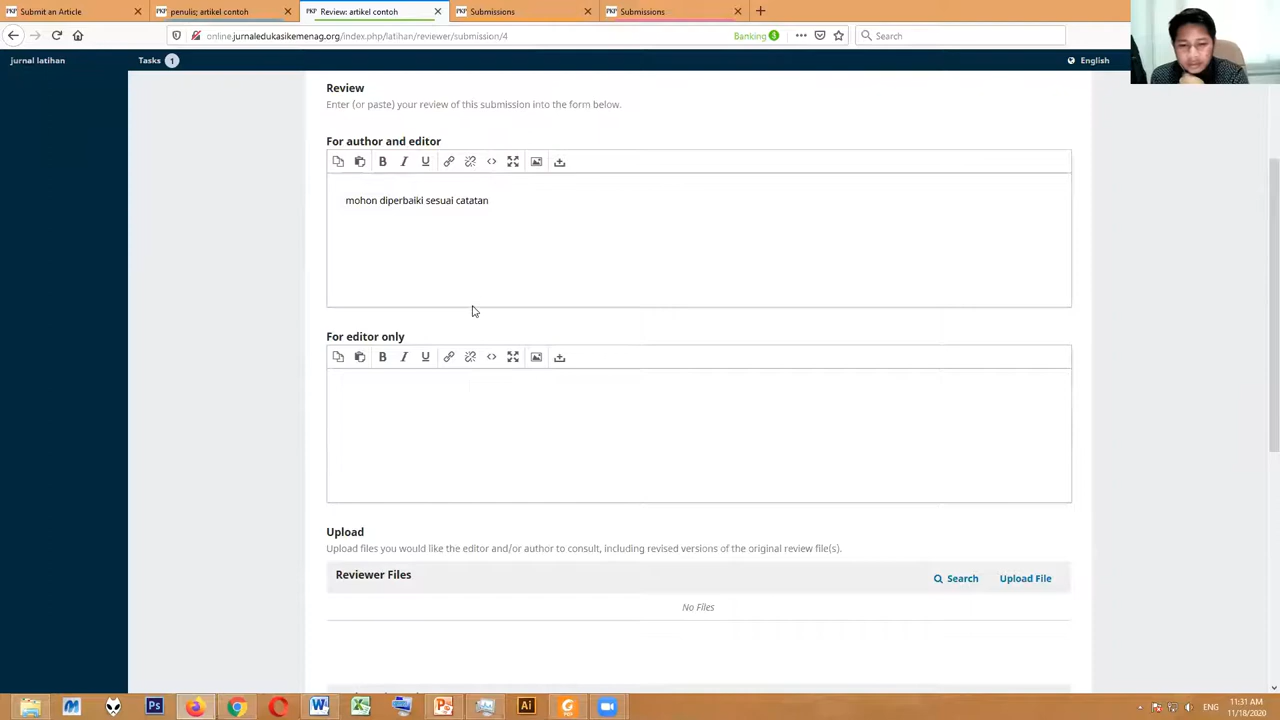 Submit an Article
penulis; artikel contoh
Review: artikel contoh
Submissions
Submissions
online.jurnaledukasikemenag.org/index.php/latihan/reviewer/submission/4
Banking
Search
jurnal latihan
Tasks 1
English
Review
Enter (or paste) your review of this submission into the form below.
For author and editor
mohon diperbaiki sesuai catatan
For editor only
Upload
Upload files you would like the editor and/or author to consult, including revised versions of the original review file(s).
Reviewer Files
Search
Upload File
No Files
ENG
11:31 AM
11/18/2020